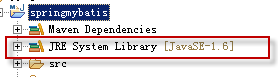 springmybatis
Maven Dependencies
JRE System Library [JavaSE-1.6]
src